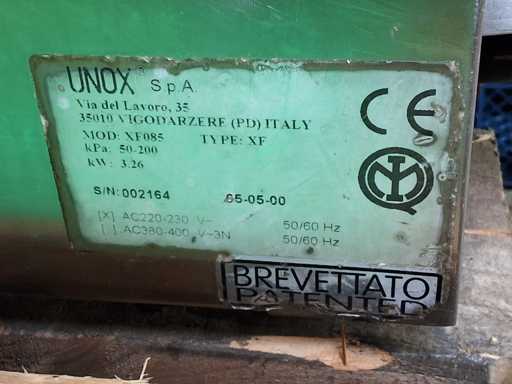 UNOX® S.p.A.
Via del Lavoro, 35
35010 VIGODARZERE (PD) ITALY
MOD: XF085 TYPE: XF
kPa: 50-200
kW: 3.26
S/N: 002164 05-05-00
[X] AC220-230 V~ 50/60 Hz
[ ] AC380-400 V~3N 50/60 Hz
CE
IMQ
BREVETTATO
PATENTED